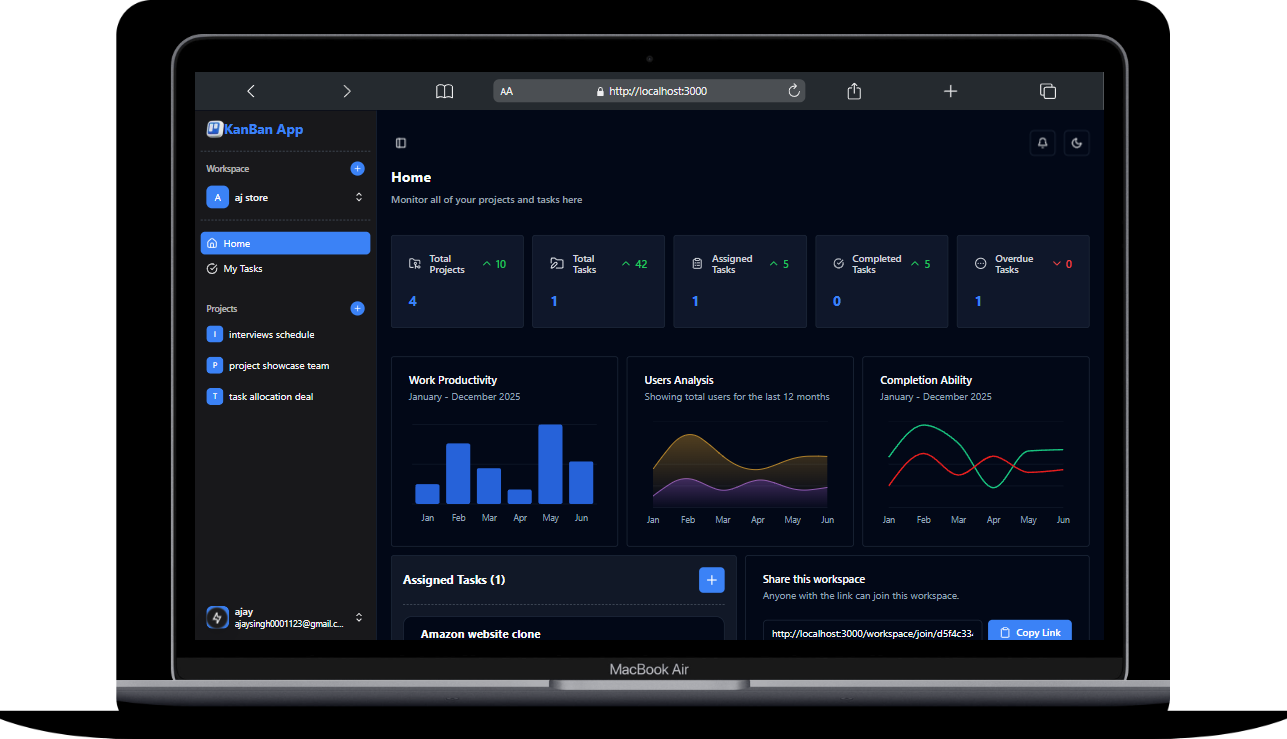 AA
http://localhost:3000
KanBan App
Workspace
A
aj store
Home
My Tasks
Projects
I
interviews schedule
P
project showcase team
T
task allocation deal
ajay
ajaysingh0001123@gmail.c...
Home
Monitor all of your projects and tasks here
Total
Projects
10
4
Total
Tasks
42
1
Assigned
Tasks
5
1
Completed
Tasks
5
0
Overdue
Tasks
0
1
Work Productivity
January - December 2025
Jan Feb Mar Apr May Jun
Users Analysis
Showing total users for the last 12 months
Jan Feb Mar Apr May Jun
Completion Ability
January - December 2025
Jan Feb Mar Apr May Jun
Assigned Tasks (1)
Amazon website clone
Share this workspace
Anyone with the link can join this workspace.
http://localhost:3000/workspace/join/d5f4c334
Copy Link
MacBook Air